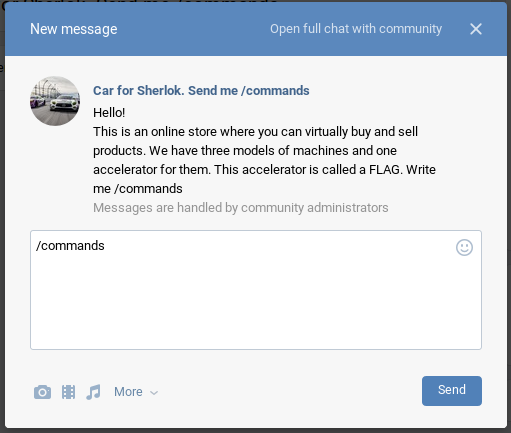 New message
Open full chat with community
Car for Sherlok. Send me /commands
Hello!
This is an online store where you can virtually buy and sell
products. We have three models of machines and one
accelerator for them. This accelerator is called a FLAG. Write
me /commands
Messages are handled by community administrators
/commands
More
Send